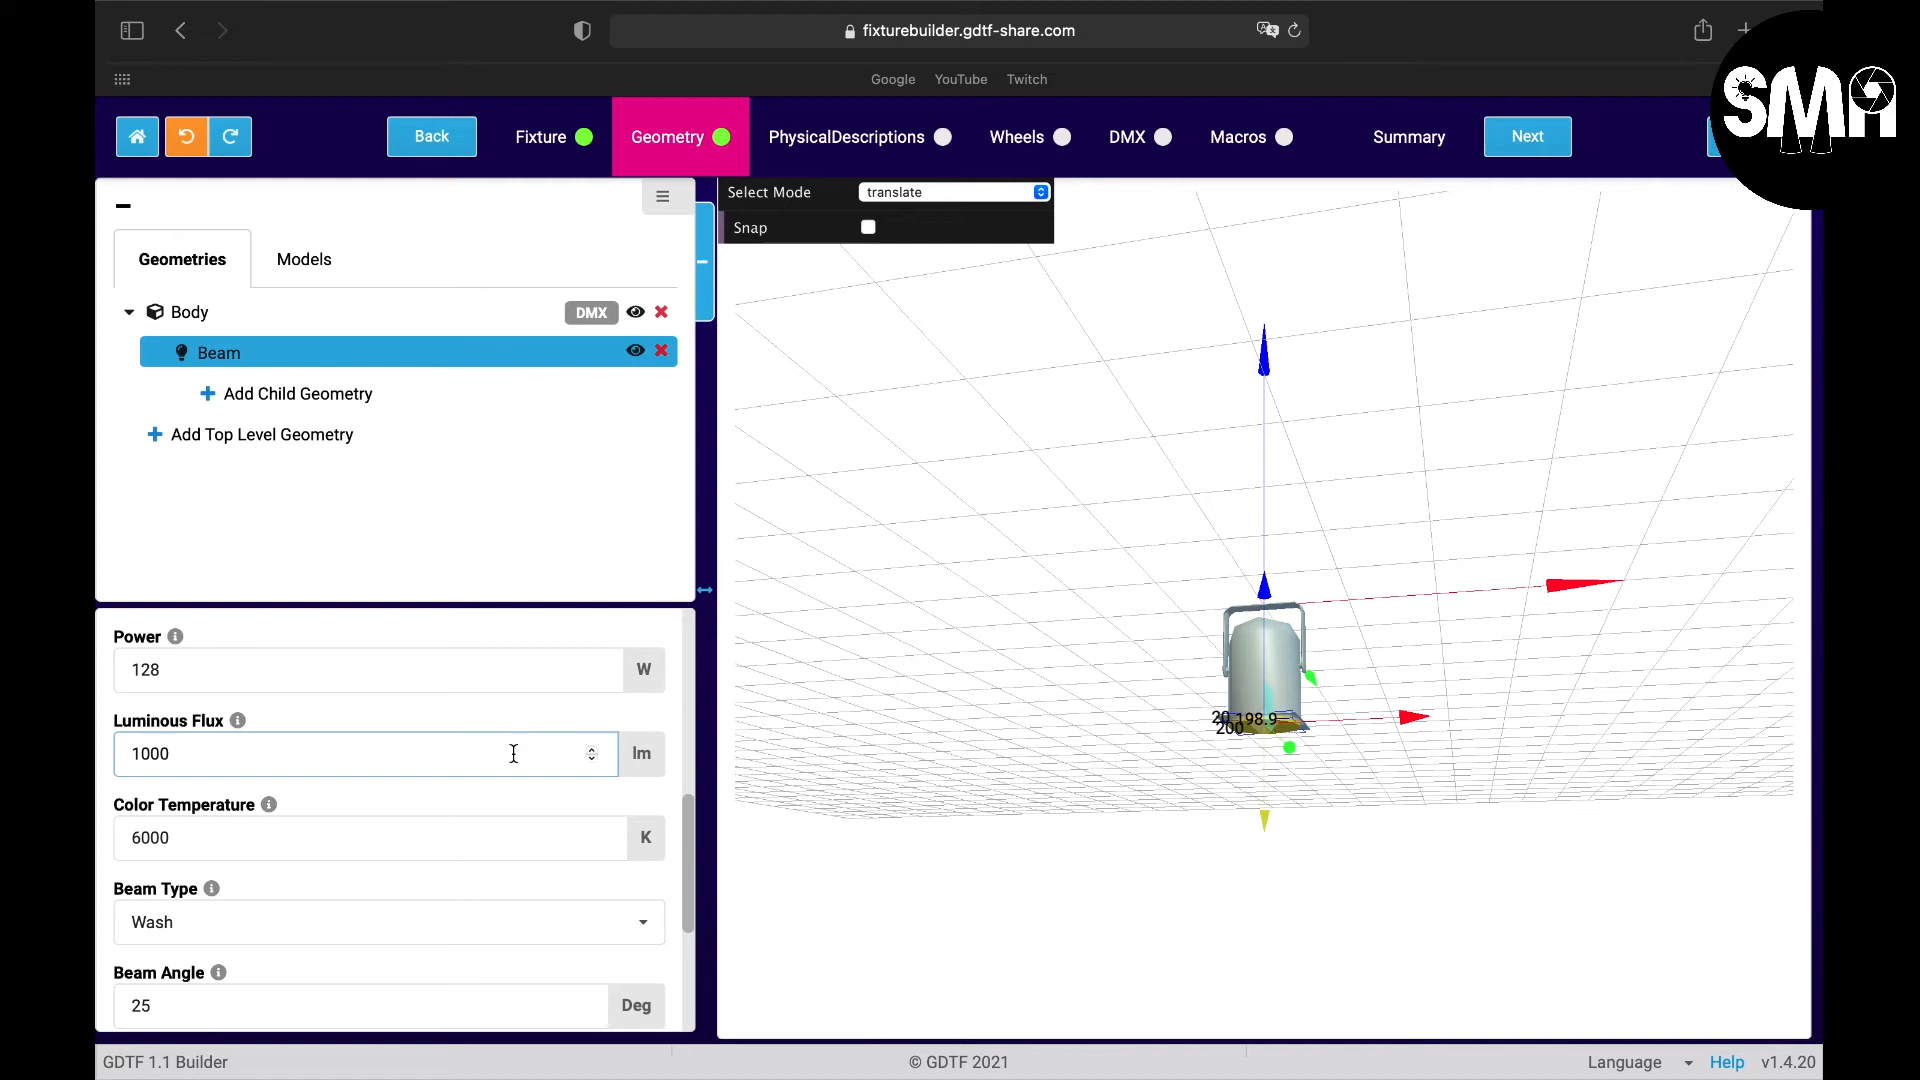 fixturebuilder.gdtf-share.com
Google YouTube Twitch
SMH
Back Fixture Geometry PhysicalDescriptions Wheels DMX Macros Summary Next
Select Mode translate
Snap
Geometries Models
Body DMX
Beam
Add Child Geometry
Add Top Level Geometry
Power
128 W
Luminous Flux
1000 lm
Color Temperature
6000 K
Beam Type
Wash
Beam Angle
25 Deg
198.9
200
GDTF 1.1 Builder © GDTF 2021 Language Help v1.4.20